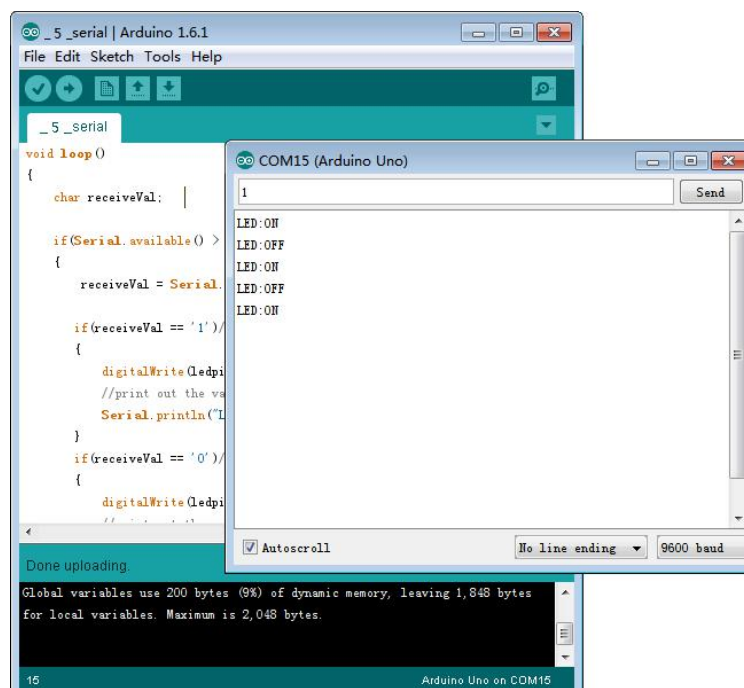 _ 5 _serial | Arduino 1.6.1
File Edit Sketch Tools Help
_ 5 _serial
void loop()
{
char receiveVal;
if(Serial.available() >
{
receiveVal = Serial.
if(receiveVal == '1')/
{
digitalWrite(ledpi
//print out the va
Serial.println("L
}
if(receiveVal == '0')/
{
digitalWrite(ledpi
COM15 (Arduino Uno)
1
Send
LED:ON
LED:OFF
LED:ON
LED:OFF
LED:ON
Autoscroll
No line ending
9600 baud
Done uploading.
Global variables use 200 bytes (9%) of dynamic memory, leaving 1,848 bytes
for local variables. Maximum is 2,048 bytes.
15
Arduino Uno on COM15